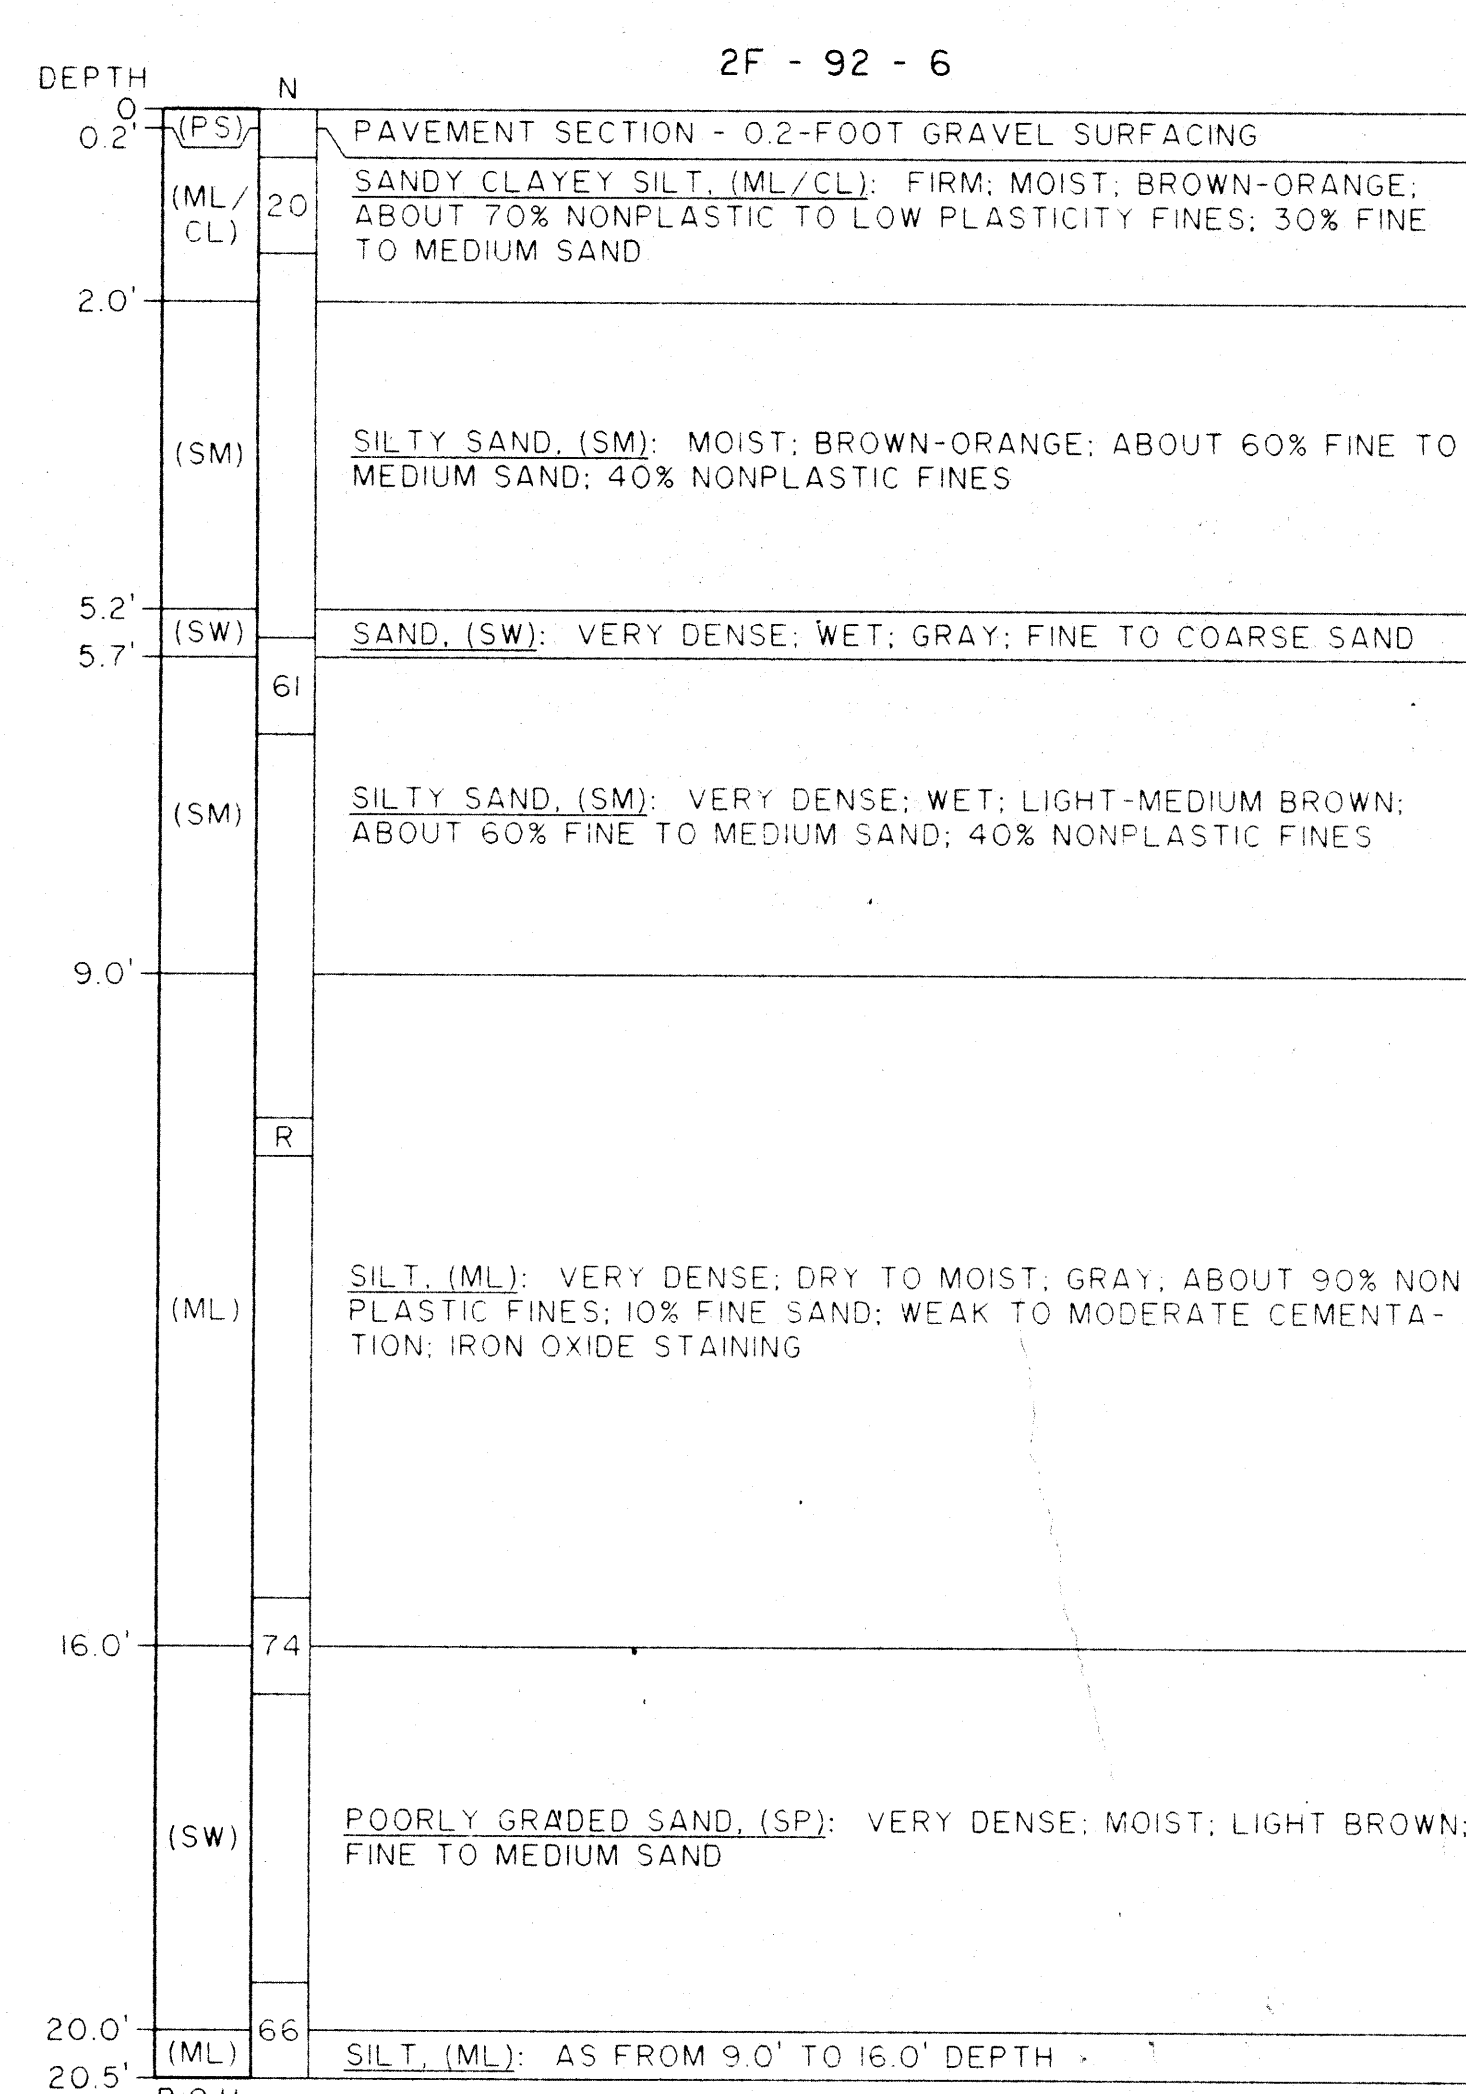 2F - 92 - 6
DEPTH
N
0
0.2'
(PS)
PAVEMENT SECTION - 0.2-FOOT GRAVEL SURFACING
(ML/
CL)
20
SANDY CLAYEY SILT, (ML/CL): FIRM; MOIST; BROWN-ORANGE;
ABOUT 70% NONPLASTIC TO LOW PLASTICITY FINES; 30% FINE
TO MEDIUM SAND
2.0'
(SM)
SILTY SAND, (SM): MOIST; BROWN-ORANGE; ABOUT 60% FINE TO
MEDIUM SAND; 40% NONPLASTIC FINES
5.2'
(SW)
SAND, (SW): VERY DENSE; WET; GRAY; FINE TO COARSE SAND
5.7'
61
(SM)
SILTY SAND, (SM): VERY DENSE; WET; LIGHT-MEDIUM BROWN;
ABOUT 60% FINE TO MEDIUM SAND; 40% NONPLASTIC FINES
9.0'
R
(ML)
SILT, (ML): VERY DENSE; DRY TO MOIST; GRAY; ABOUT 90% NON
PLASTIC FINES; 10% FINE SAND; WEAK TO MODERATE CEMENTA-
TION; IRON OXIDE STAINING
16.0'
74
(SW)
POORLY GRADED SAND, (SP): VERY DENSE; MOIST; LIGHT BROWN;
FINE TO MEDIUM SAND
20.0'
66
(ML)
SILT, (ML): AS FROM 9.0' TO 16.0' DEPTH
20.5'